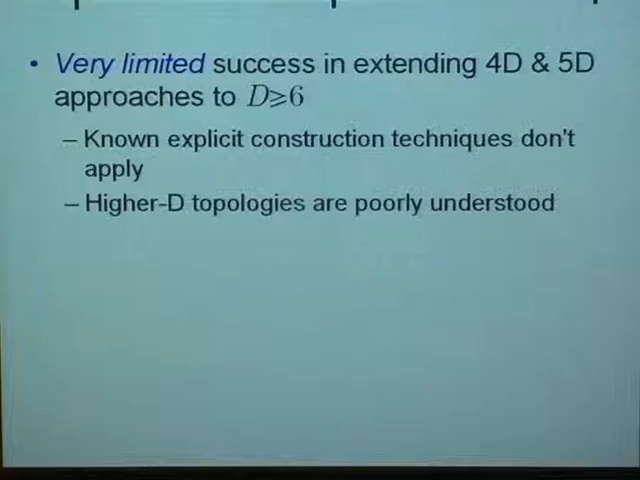 • Very limited success in extending 4D & 5D
approaches to D⩾6
– Known explicit construction techniques don't
apply
– Higher-D topologies are poorly understood